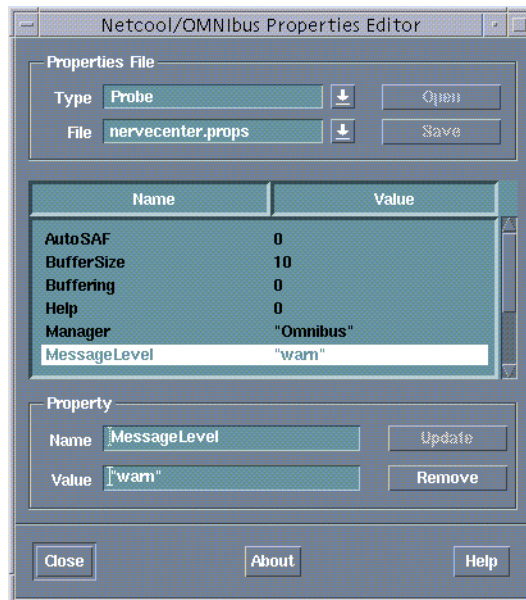 Netcool/OMNIbus Properties Editor
Properties File
Type Probe Open
File nervecenter.props Save
Name Value
AutoSAF 0
BufferSize 10
Buffering 0
Help 0
Manager "Omnibus"
MessageLevel "warn"
Property
Name MessageLevel Update
Value "warn" Remove
Close About Help